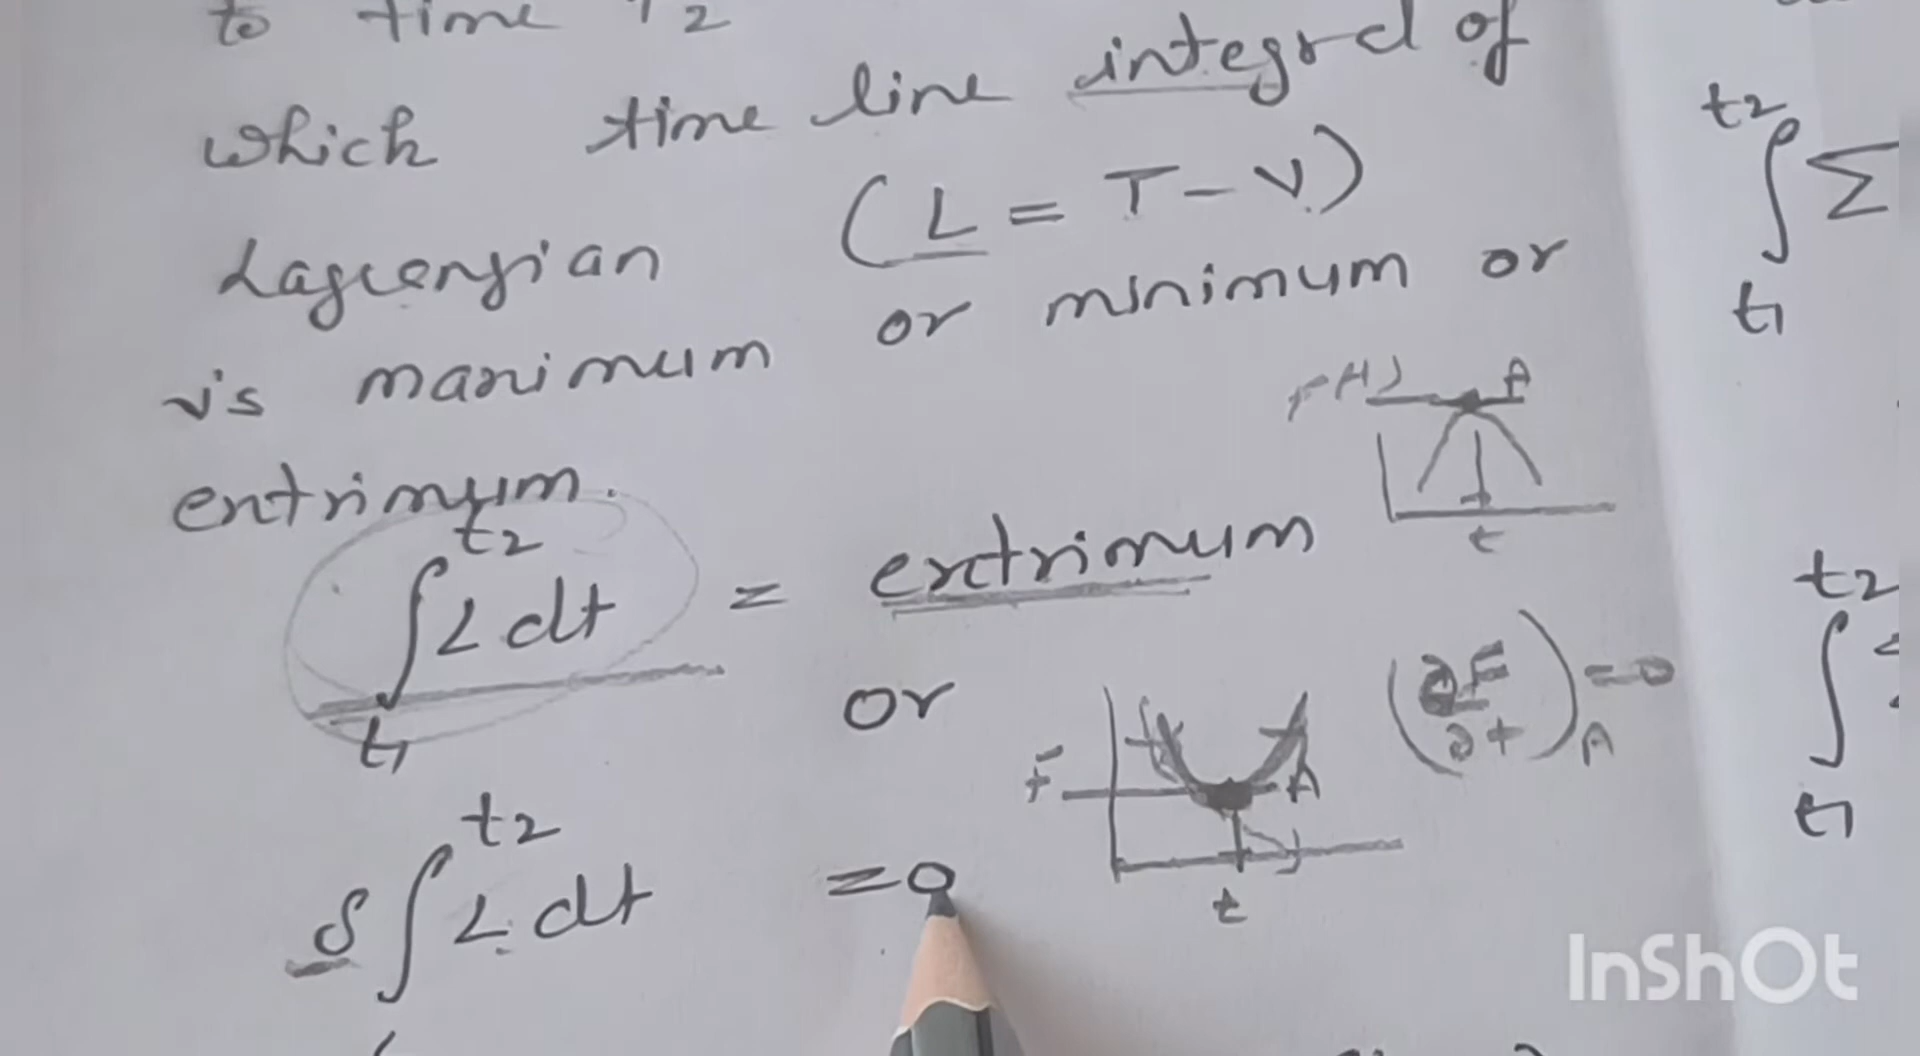 to time t2
which time line integral of
Lagrengian (L = T - V)
is maximum or minimum or
extrimum.
∫ t1 t2 L dt = extrimum
or
δ ∫ t2 L dt = 0
A
t
F A t
(∂F/∂t)A = 0
t2 ∫ Σ t1
t2 ∫ t1
InShOt